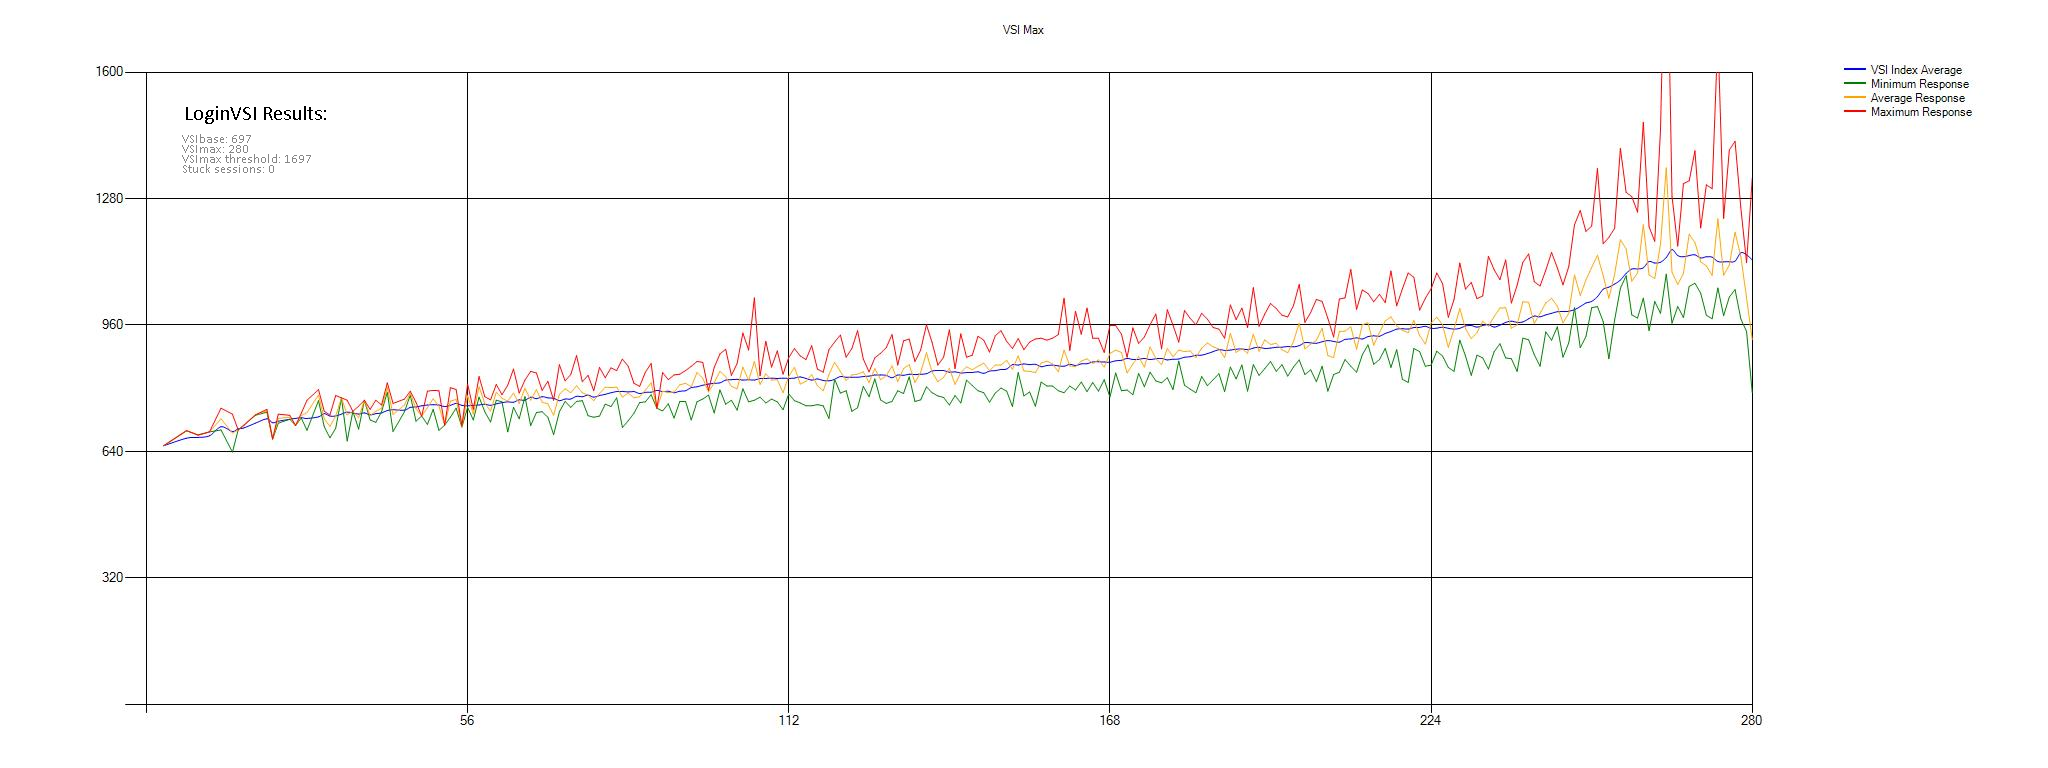 VSI Max
1600
1280
960
640
320
56
112
168
224
280
LoginVSI Results:
VSIbase: 697
VSImax: 280
VSImax threshold: 1697
Stuck sessions: 0
VSI Index Average
Minimum Response
Average Response
Maximum Response